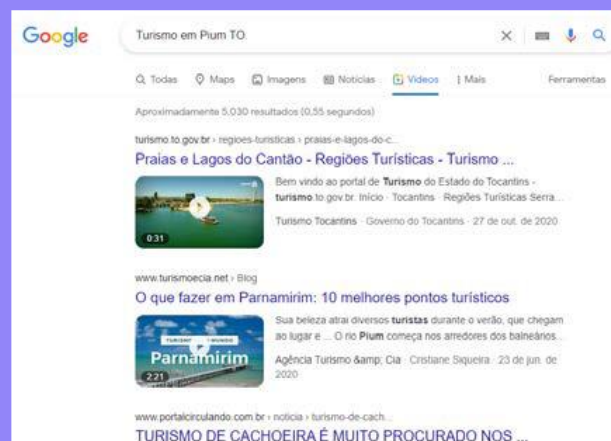 Google
Turismo em Pium TO
Todas Maps Imagens Notícias Vídeos Mais Ferramentas
Aproximadamente 5.030 resultados (0,55 segundos)
turismo.to.gov.br › regioes-turisticas › praias-e-lagos-do-c...
Praias e Lagos do Cantão - Regiões Turísticas - Turismo ...
Bem vindo ao portal de Turismo do Estado do Tocantins -
turismo.to.gov.br. Início · Tocantins · Regiões Turísticas Serra...
Turismo Tocantins · Governo do Tocantins · 27 de out. de 2020
0:31
www.turismoecia.net › Blog
O que fazer em Parnamirim: 10 melhores pontos turísticos
Sua beleza atrai diversos turistas durante o verão, que chegam
ao lugar e ... O rio Pium começa nos arredores dos balneários...
Agência Turismo &amp; Cia · Cristiane Siqueira · 23 de jun. de
2020
Parnamirim
2:21
www.portalcirculando.com.br › noticia › turismo-de-cach...
TURISMO DE CACHOEIRA É MUITO PROCURADO NOS ...